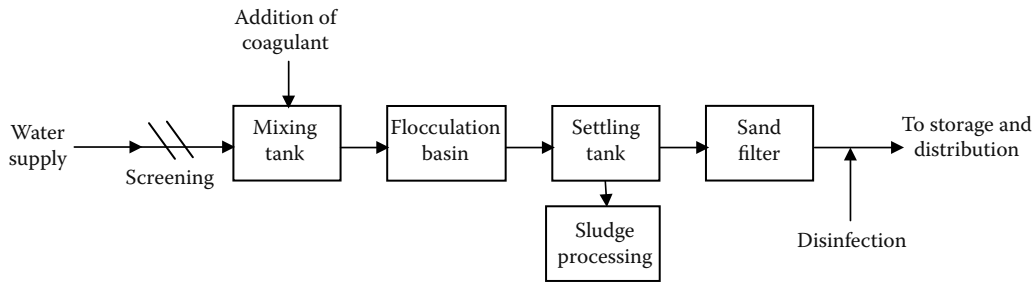 Addition of
coagulant
Water
supply
Screening
Mixing
tank
Flocculation
basin
Settling
tank
Sludge
processing
Sand
filter
Disinfection
To storage and
distribution